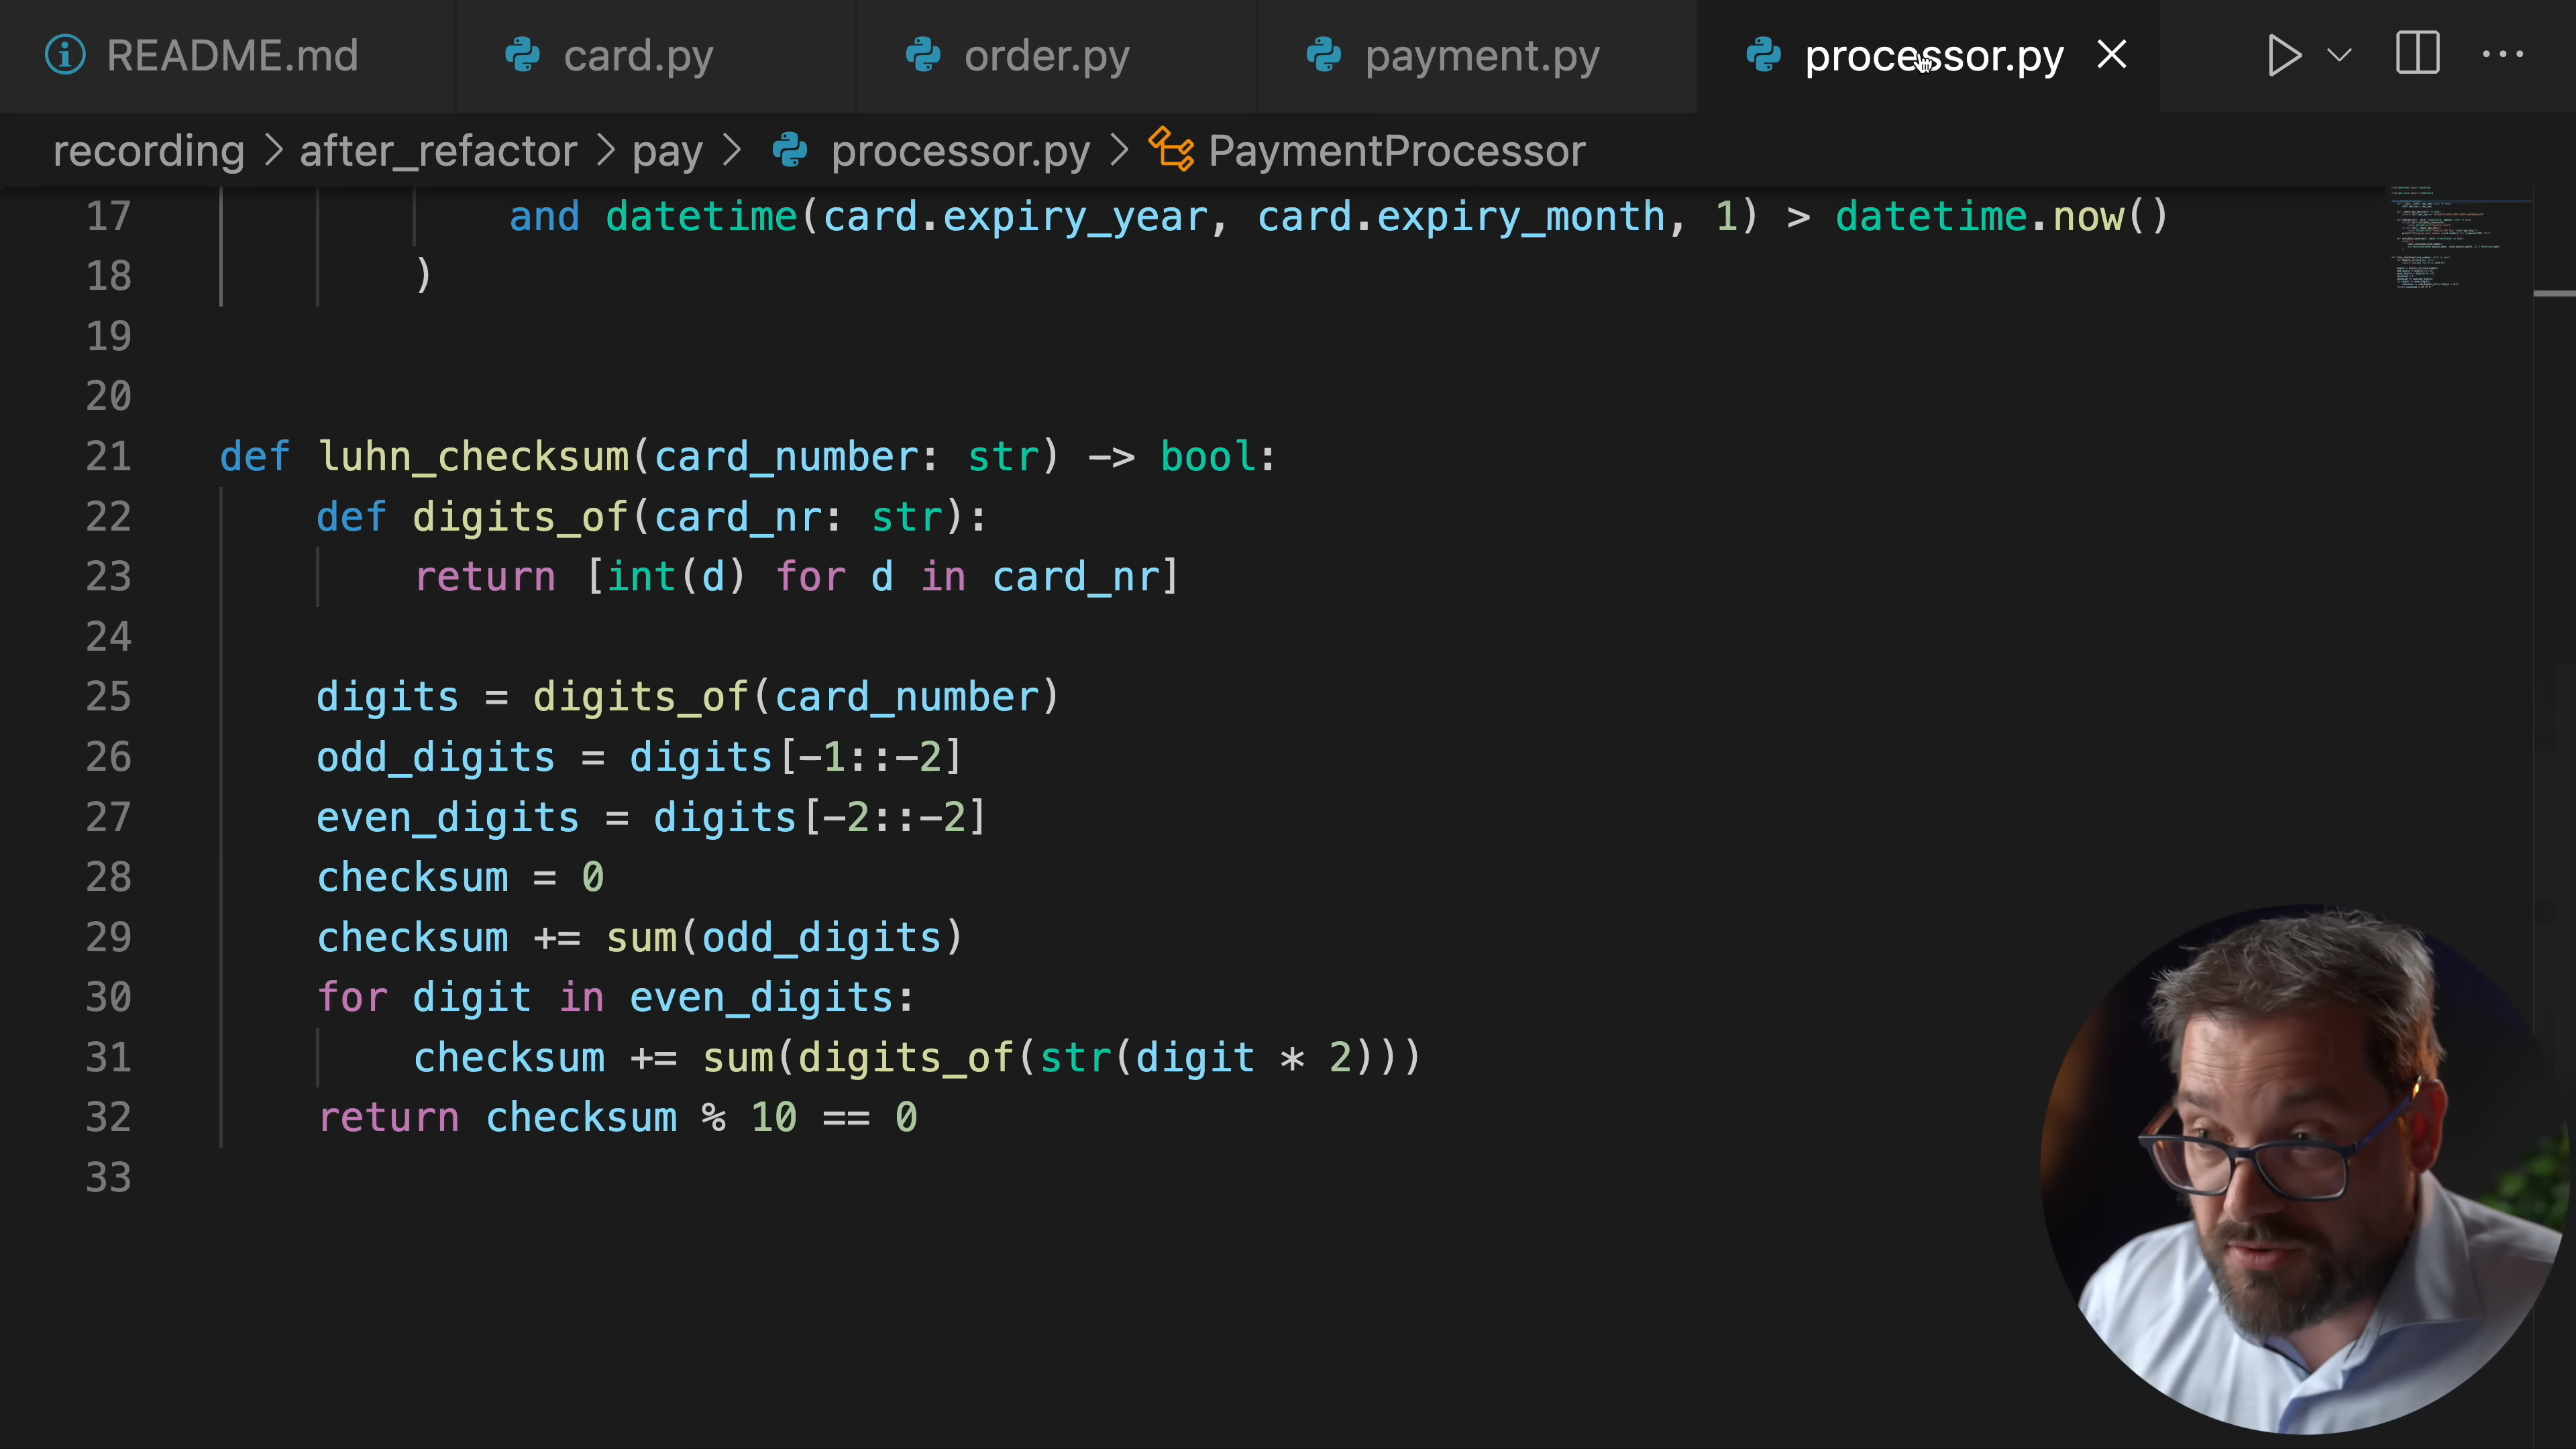 README.md card.py order.py payment.py processor.py
recording > after_refactor > pay > processor.py > PaymentProcessor
17 and datetime(card.expiry_year, card.expiry_month, 1) > datetime.now()
18 )
19
20
21 def luhn_checksum(card_number: str) -> bool:
22 def digits_of(card_nr: str):
23 return [int(d) for d in card_nr]
24
25 digits = digits_of(card_number)
26 odd_digits = digits[-1::-2]
27 even_digits = digits[-2::-2]
28 checksum = 0
29 checksum += sum(odd_digits)
30 for digit in even_digits:
31 checksum += sum(digits_of(str(digit * 2)))
32 return checksum % 10 == 0
33